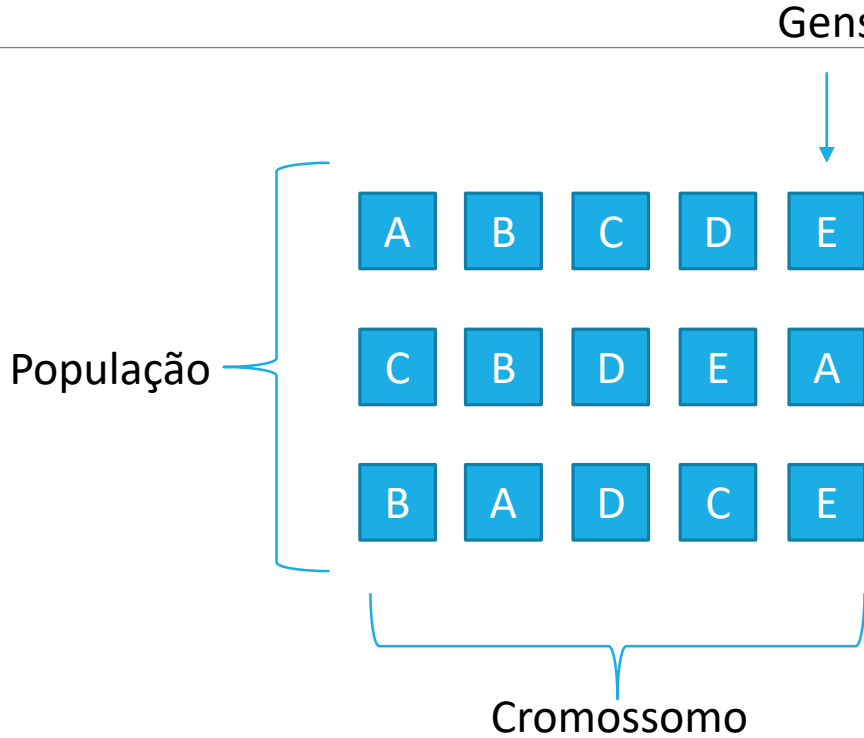 Gens
A B C D E
População
C B D E A
B A D C E
Cromossomo